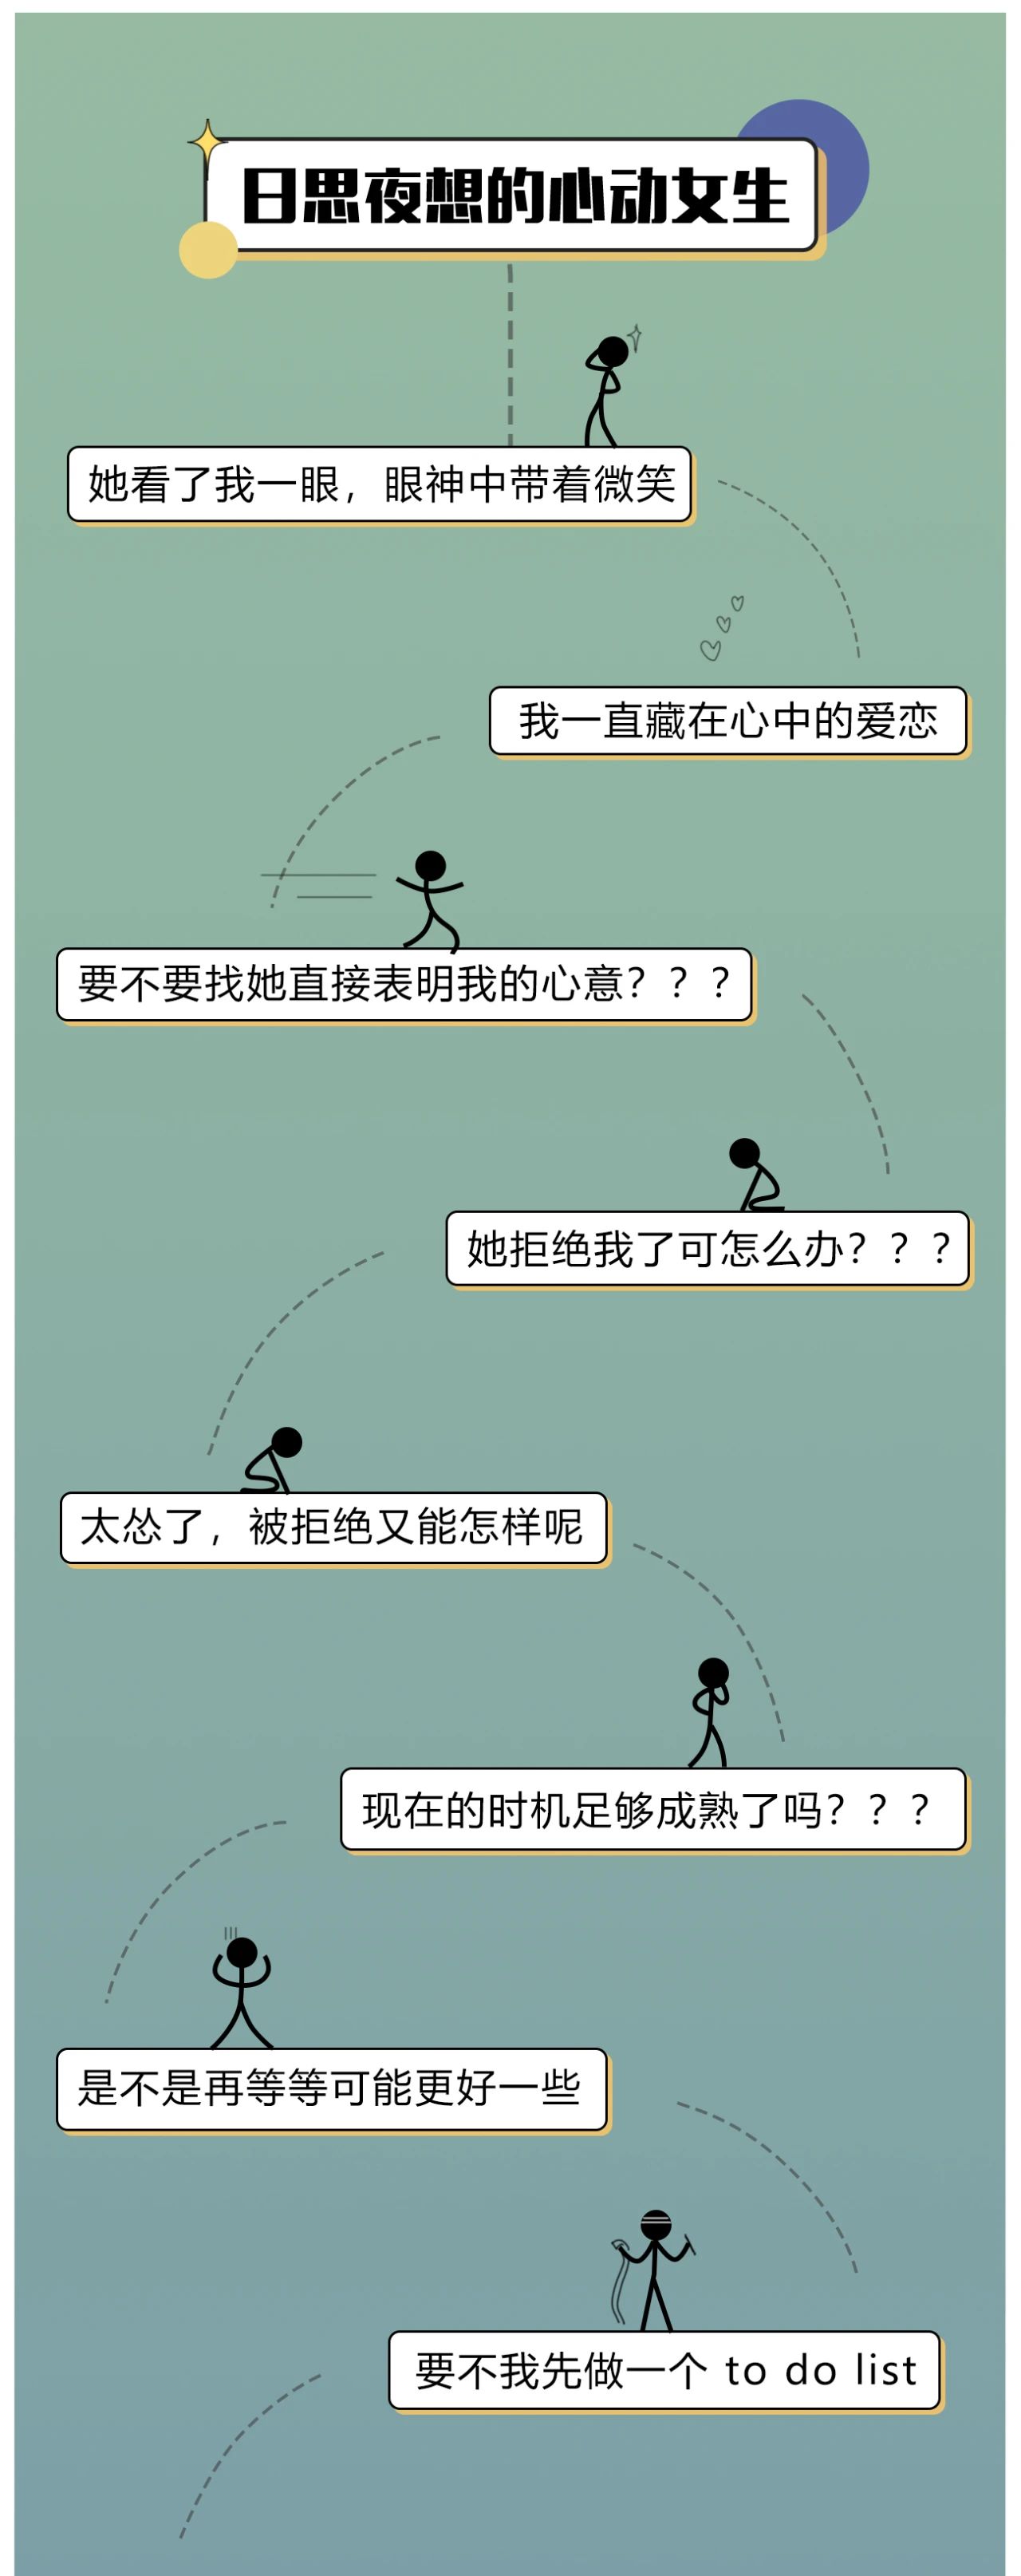 日思夜想的心动女生
她看了我一眼，眼神中带着微笑
我一直藏在心中的爱恋
要不要找她直接表明我的心意？？？
她拒绝我了可怎么办？？？
太怂了，被拒绝又能怎样呢
现在的时机足够成熟了吗？？？
是不是再等等可能更好一些
要不我先做一个 to do list